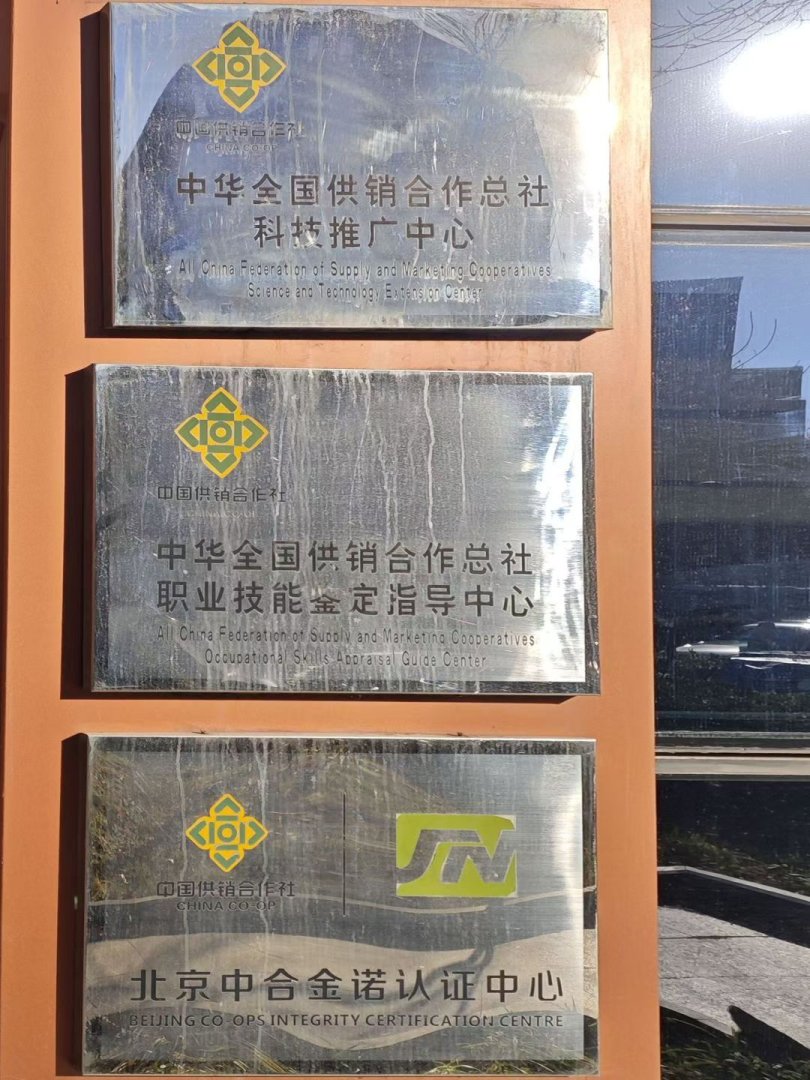 中国供销合作社
CHINA CO-OP
中华全国供销合作总社
科技推广中心
All China Federation of Supply and Marketing Cooperatives
Science and Technology Extension Center
中国供销合作社
CHINA CO-OP
中华全国供销合作总社
职业技能鉴定指导中心
All China Federation of Supply and Marketing Cooperatives
Occupational Skills Appraisal Guide Center
中国供销合作社
CHINA CO-OP
北京中合金诺认证中心
BEIJING CO-OPS INTEGRITY CERTIFICATION CENTRE